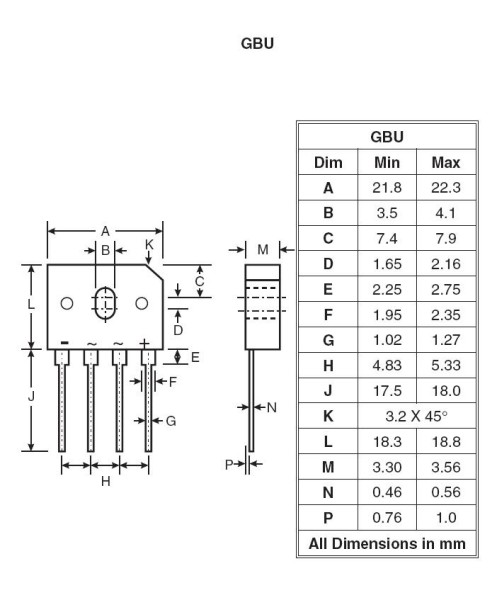 GBU
A
B
K
M
C
L
D
- ~ ~ +
E
J
F
N
G
P
H
GBU
Dim Min Max
A 21.8 22.3
B 3.5 4.1
C 7.4 7.9
D 1.65 2.16
E 2.25 2.75
F 1.95 2.35
G 1.02 1.27
H 4.83 5.33
J 17.5 18.0
K 3.2 X 45°
L 18.3 18.8
M 3.30 3.56
N 0.46 0.56
P 0.76 1.0
All Dimensions in mm